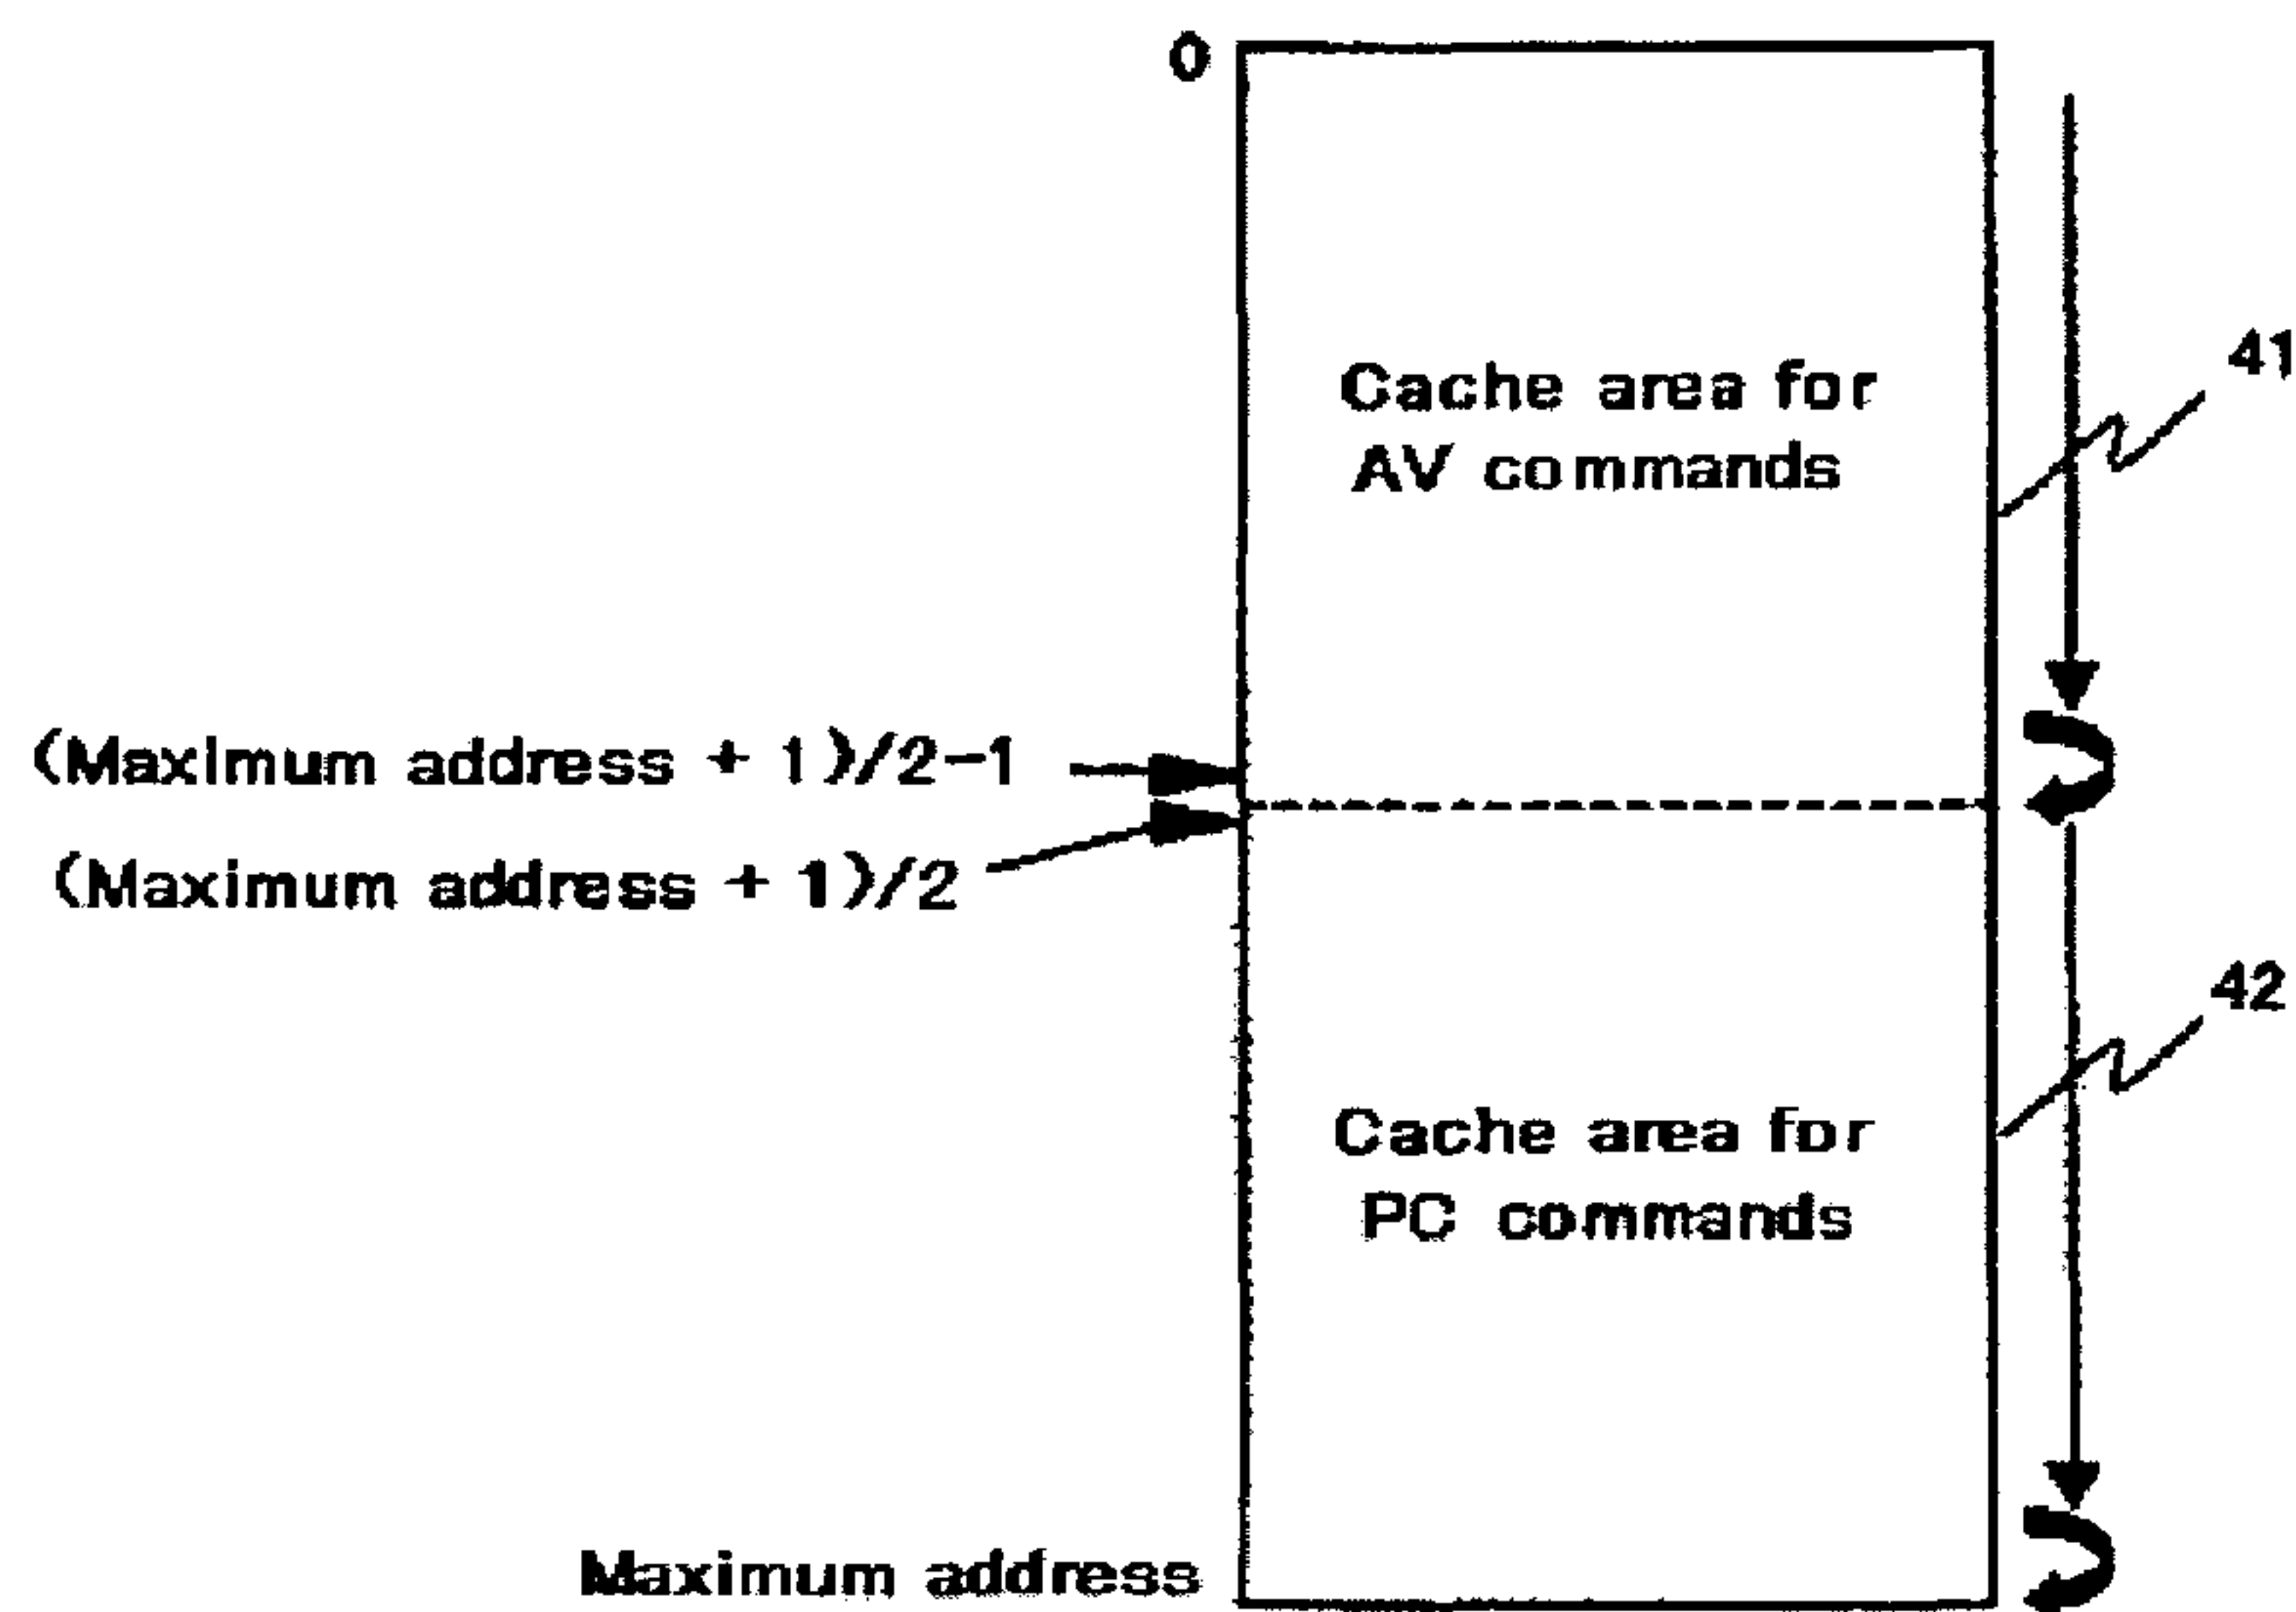 0
Cache area for
AV commands
41
(Maximum address + 1)/2-1
(Maximum address + 1)/2
42
Cache area for
PC commands
Maximum address